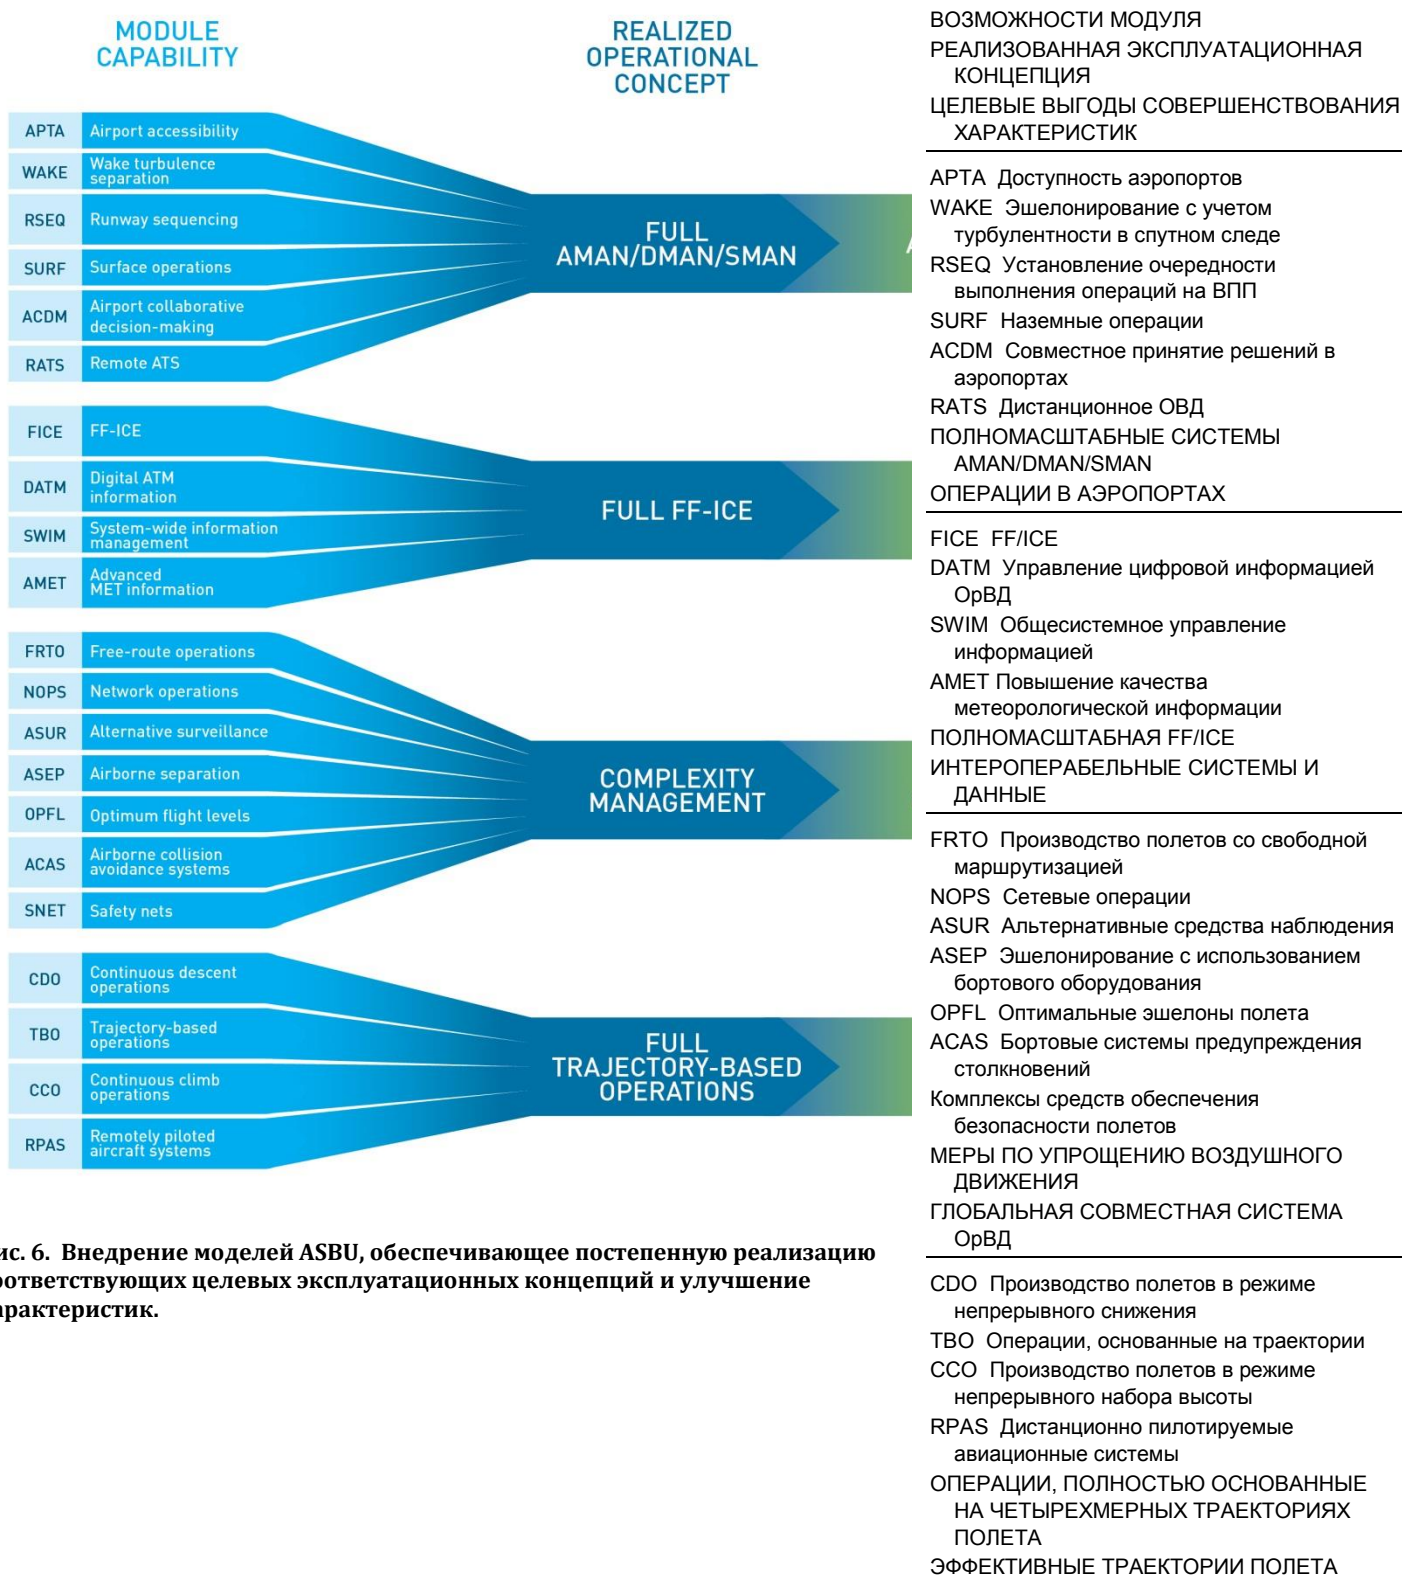 MODULE
CAPABILITY
REALIZED
OPERATIONAL
CONCEPT
APTA Airport accessibility
WAKE Wake turbulence
separation
RSEQ Runway sequencing
SURF Surface operations
ACDM Airport collaborative
decision-making
RATS Remote ATS
FULL
AMAN/DMAN/SMAN
FICE FF-ICE
DATM Digital ATM
information
SWIM System-wide information
management
AMET Advanced
MET information
FULL FF-ICE
FRTO Free-route operations
NOPS Network operations
ASUR Alternative surveillance
ASEP Airborne separation
OPFL Optimum flight levels
ACAS Airborne collision
avoidance systems
SNET Safety nets
COMPLEXITY
MANAGEMENT
CDO Continuous descent
operations
TBO Trajectory-based
operations
CCO Continuous climb
operations
RPAS Remotely piloted
aircraft systems
FULL
TRAJECTORY-BASED
OPERATIONS
ис. 6. Внедрение моделей ASBU, обеспечивающее постепенную реализацию
оответствующих целевых эксплуатационных концепций и улучшение
арактеристик.
ВОЗМОЖНОСТИ МОДУЛЯ
РЕАЛИЗОВАННАЯ ЭКСПЛУАТАЦИОННАЯ
КОНЦЕПЦИЯ
ЦЕЛЕВЫЕ ВЫГОДЫ СОВЕРШЕНСТВОВАНИЯ
ХАРАКТЕРИСТИК
APTA Доступность аэропортов
WAKE Эшелонирование с учетом
турбулентности в спутном следе
RSEQ Установление очередности
выполнения операций на ВПП
SURF Наземные операции
ACDM Совместное принятие решений в
аэропортах
RATS Дистанционное ОВД
ПОЛНОМАСШТАБНЫЕ СИСТЕМЫ
AMAN/DMAN/SMAN
ОПЕРАЦИИ В АЭРОПОРТАХ
FICE FF/ICE
DATM Управление цифровой информацией
ОрВД
SWIM Общесистемное управление
информацией
AMET Повышение качества
метеорологической информации
ПОЛНОМАСШТАБНАЯ FF/ICE
ИНТЕРОПЕРАБЕЛЬНЫЕ СИСТЕМЫ И
ДАННЫЕ
FRTO Производство полетов со свободной
маршрутизацией
NOPS Сетевые операции
ASUR Альтернативные средства наблюдения
ASEP Эшелонирование с использованием
бортового оборудования
OPFL Оптимальные эшелоны полета
ACAS Бортовые системы предупреждения
столкновений
Комплексы средств обеспечения
безопасности полетов
МЕРЫ ПО УПРОЩЕНИЮ ВОЗДУШНОГО
ДВИЖЕНИЯ
ГЛОБАЛЬНАЯ СОВМЕСТНАЯ СИСТЕМА
ОрВД
CDO Производство полетов в режиме
непрерывного снижения
TBO Операции, основанные на траектории
CCO Производство полетов в режиме
непрерывного набора высоты
RPAS Дистанционно пилотируемые
авиационные системы
ОПЕРАЦИИ, ПОЛНОСТЬЮ ОСНОВАННЫЕ
НА ЧЕТЫРЕХМЕРНЫХ ТРАЕКТОРИЯХ
ПОЛЕТА
ЭФФЕКТИВНЫЕ ТРАЕКТОРИИ ПОЛЕТА